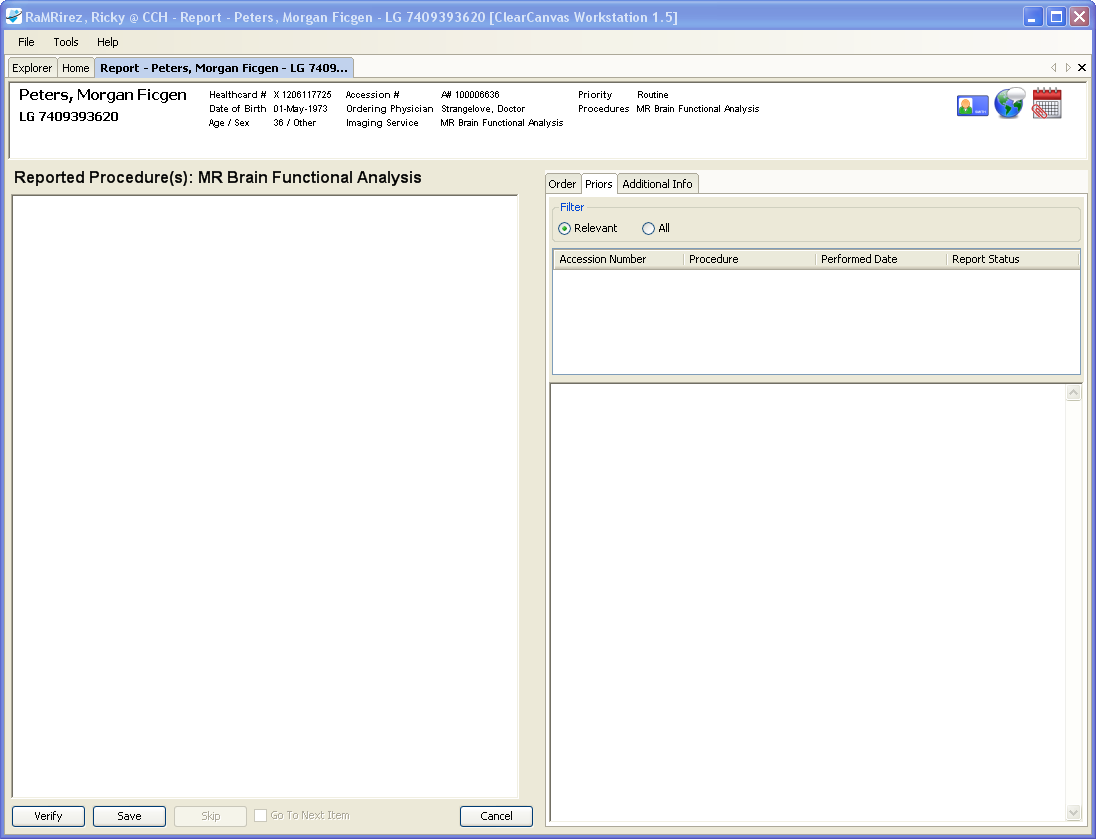 RaMRirez, Ricky @ CCH - Report - Peters, Morgan Ficgen - LG 7409393620 [ClearCanvas Workstation 1.5]
File Tools Help
Explorer Home Report - Peters, Morgan Ficgen - LG 7409...
Peters, Morgan Ficgen
LG 7409393620
Healthcard # X 1206117725 Accession # A# 100006636 Priority Routine
Date of Birth 01-May-1973 Ordering Physician Strangelove, Doctor Procedures MR Brain Functional Analysis
Age / Sex 36 / Other Imaging Service MR Brain Functional Analysis
Reported Procedure(s): MR Brain Functional Analysis
Order Priors Additional Info
Filter
Relevant All
Accession Number Procedure Performed Date Report Status
Verify Save Skip Go To Next Item Cancel